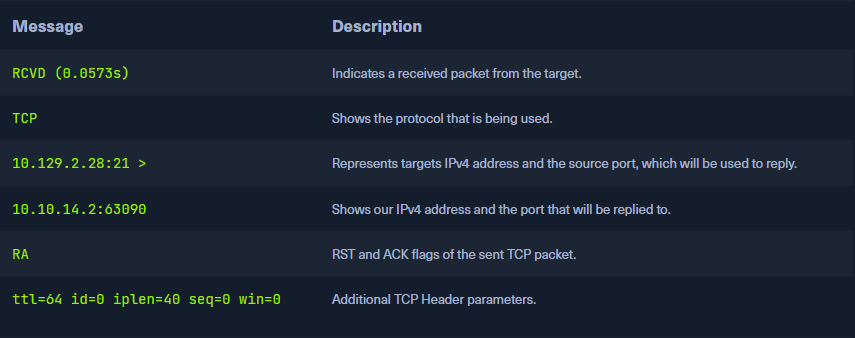 Message Description
RCVD (0.0573s) Indicates a received packet from the target.
TCP Shows the protocol that is being used.
10.129.2.28:21 > Represents targets IPv4 address and the source port, which will be used to reply.
10.10.14.2:63090 Shows our IPv4 address and the port that will be replied to.
RA RST and ACK flags of the sent TCP packet.
ttl=64 id=0 iplen=40 seq=0 win=0 Additional TCP Header parameters.